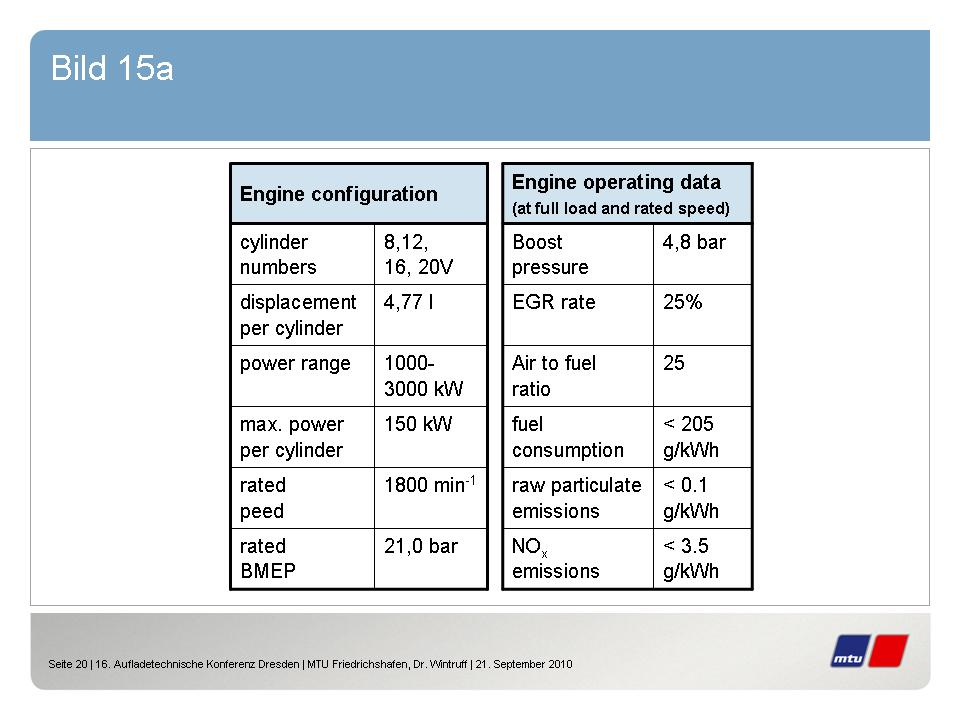 Bild 15a
Engine configuration
cylinder numbers 8,12, 16, 20V
displacement per cylinder 4,77 l
power range 1000-3000 kW
max. power per cylinder 150 kW
rated peed 1800 min⁻¹
rated BMEP 21,0 bar
Engine operating data
(at full load and rated speed)
Boost pressure 4,8 bar
EGR rate 25%
Air to fuel ratio 25
fuel consumption < 205 g/kWh
raw particulate emissions < 0.1 g/kWh
NOₓ emissions < 3.5 g/kWh
Seite 20 | 16. Aufladetechnische Konferenz Dresden | MTU Friedrichshafen, Dr. Wintruff | 21. September 2010
mtu